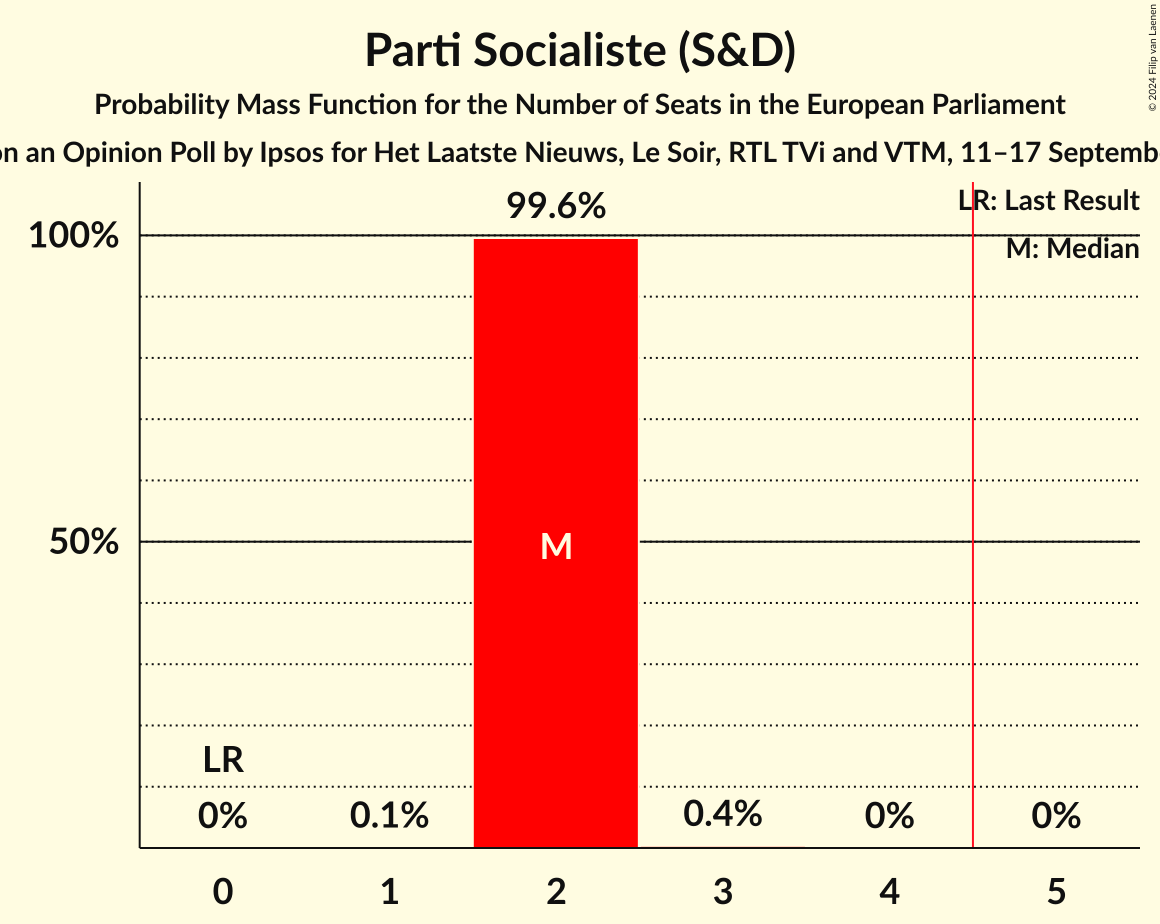 Parti Socialiste (S&D)
Probability Mass Function for the Number of Seats in the European Parliament
an Opinion Poll by Ipsos for Het Laatste Nieuws, Le Soir, RTL TVi and VTM, 11–17
© 2024 Filip van Laenen
LR: Last Result
M: Median
99.6%
100%
50%
M
LR
0%
0.1%
0.4%
0%
0%
0 1 2 3 4 5